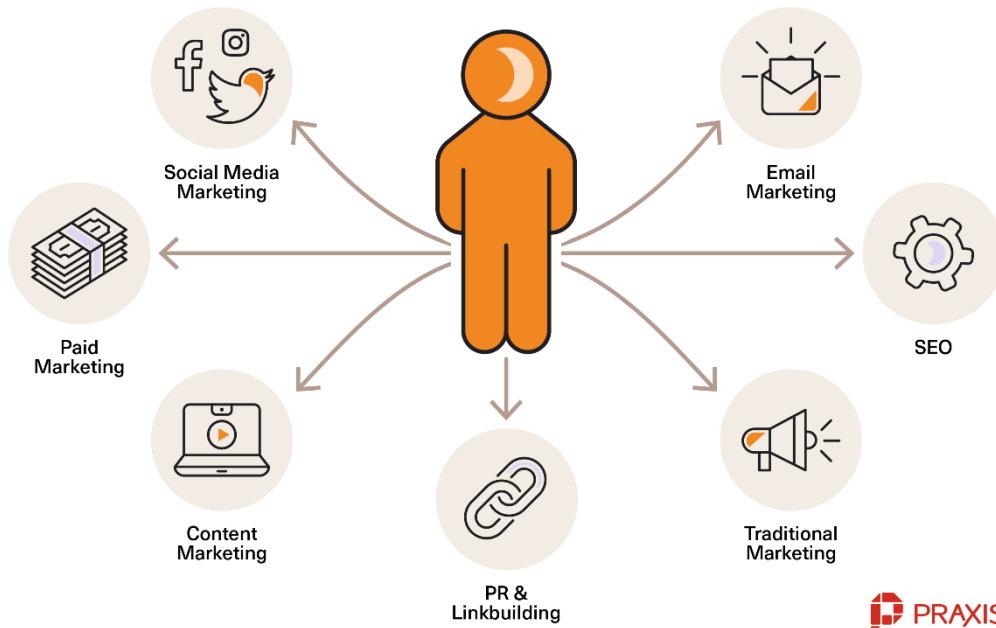 Social Media
Marketing
Email
Marketing
Paid
Marketing
SEO
Content
Marketing
Traditional
Marketing
PR &
Linkbuilding
PRAXIS